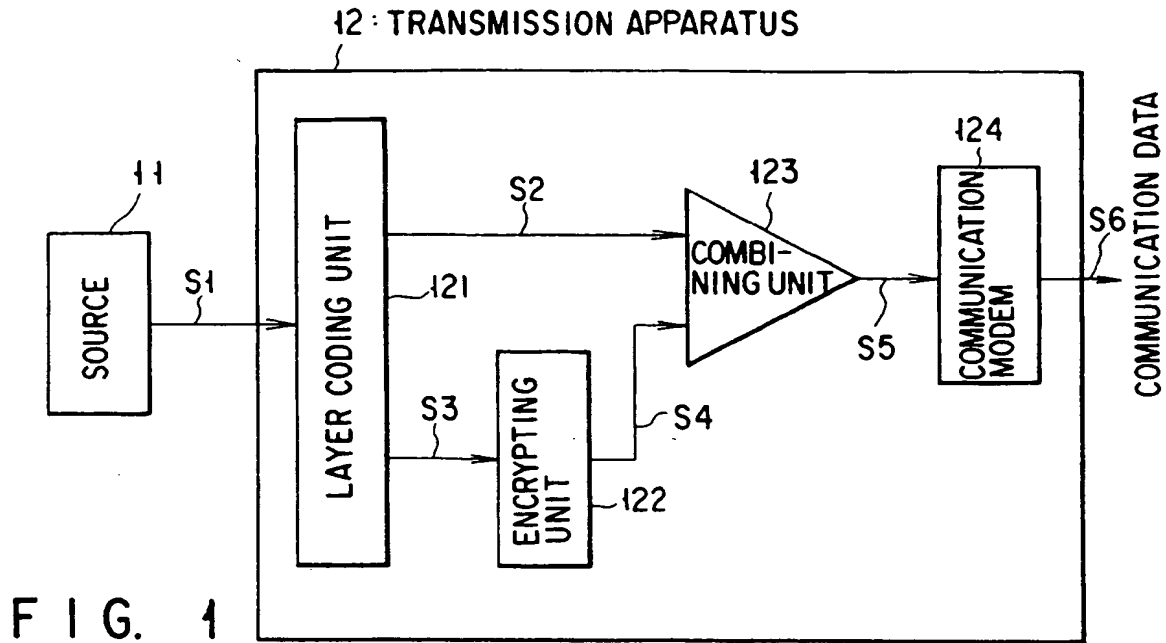 12 : TRANSMISSION APPARATUS
11
SOURCE
S1
LAYER CODING UNIT
121
S2
S3
ENCRYPTING
UNIT
122
S4
123
COMBI-
NING UNIT
S5
124
COMMUNICATION
MODEM
S6
COMMUNICATION DATA
FIG. 1